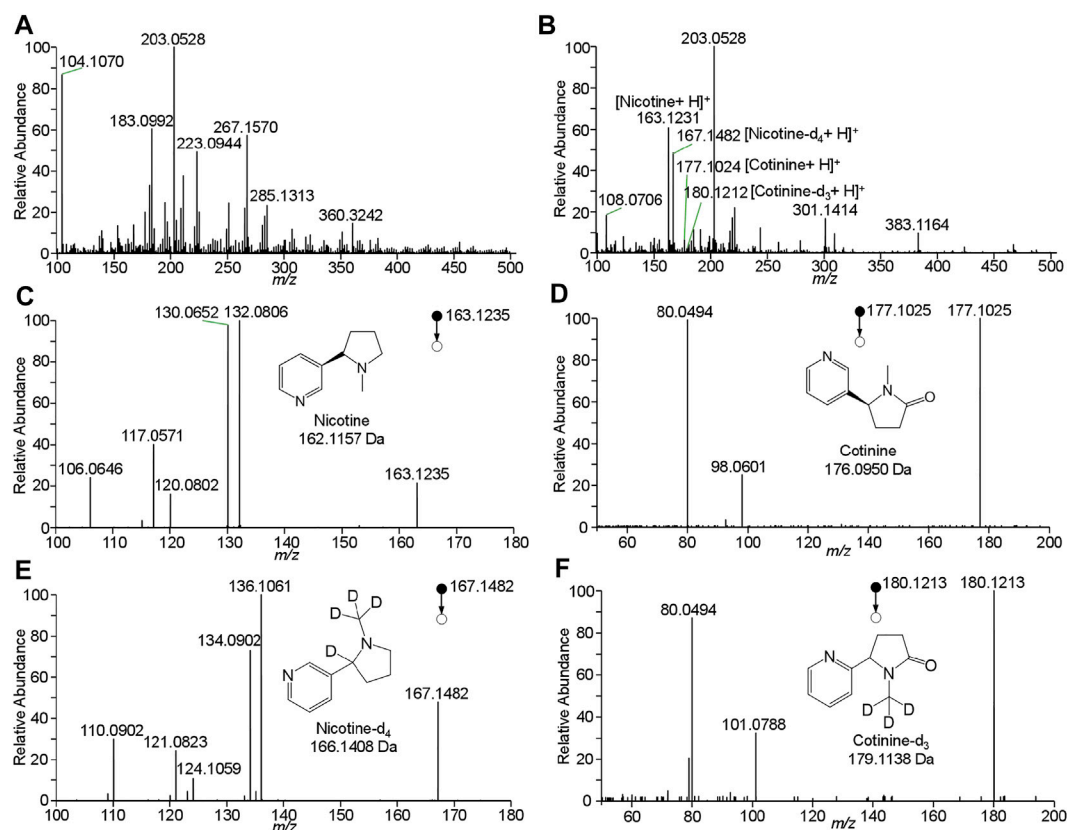 A
Relative Abundance
100
80
60
40
20
0
104.1070
203.0528
183.0992
267.1570
223.0944
285.1313
360.3242
100 150 200 250 300 350 400 450 500
m/z
B
Relative Abundance
100
80
60
40
20
0
203.0528
[Nicotine+ H]+
163.1231
167.1482 [Nicotine-d4+ H]+
177.1024 [Cotinine+ H]+
180.1212 [Cotinine-d3+ H]+
108.0706
301.1414
383.1164
100 150 200 250 300 350 400 450 500
m/z
C
Relative Abundance
100
80
60
40
20
0
130.0652 132.0806
163.1235
117.0571
106.0646
120.0802
163.1235
N
N
Nicotine
162.1157 Da
100 110 120 130 140 150 160 170 180
m/z
D
Relative Abundance
100
80
60
40
20
0
80.0494
177.1025 177.1025
98.0601
N
N
O
Cotinine
176.0950 Da
60 80 100 120 140 160 180 200
m/z
E
Relative Abundance
100
80
60
40
20
0
136.1061
167.1482
134.0902
167.1482
110.0902
121.0823
124.1059
D
D
D
N
D
N
Nicotine-d4
166.1408 Da
100 110 120 130 140 150 160 170 180
m/z
F
Relative Abundance
100
80
60
40
20
0
80.0494
180.1213 180.1213
101.0788
N
O
N
D D
D
Cotinine-d3
179.1138 Da
60 80 100 120 140 160 180 200
m/z